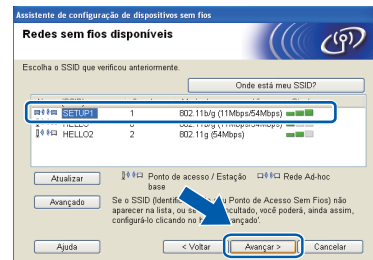 Assistente de configuração de dispositivos sem fios
Redes sem fios disponíveis
Escolha o SSID que verificou anteriormente.
Onde está meu SSID?
SETUP1 1 802.11b/g (11Mbps/54Mbps)
HELLO2 2 802.11g (54Mbps)
Atualizar
Ponto de acesso / Estação base
Rede Ad-hoc
Avançado
Se o SSID Ponto de Acesso Sem Fios) não
aparecer na lista, ou se você poderá, ainda assim,
configurá-lo clicando no
Ajuda
< Voltar
Avançar >
Cancelar